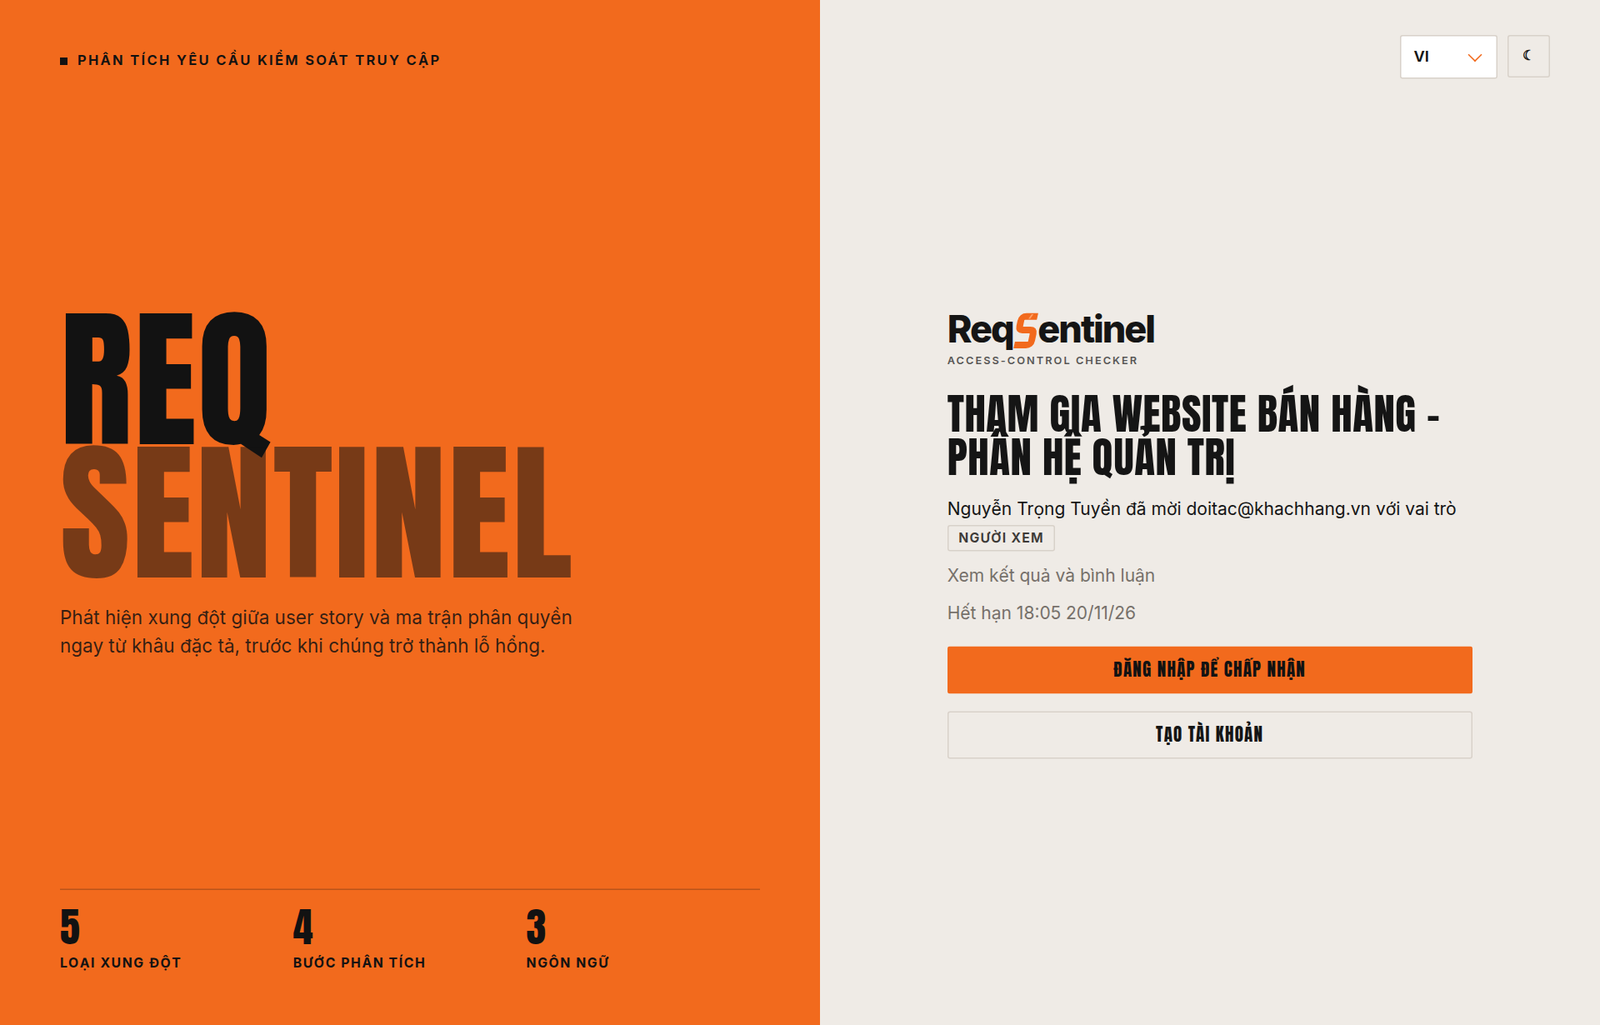 PHÂN TÍCH YÊU CẦU KIỂM SOÁT TRUY CẬP
REQ
SENTINEL
Phát hiện xung đột giữa user story và ma trận phân quyền
ngay từ khâu đặc tả, trước khi chúng trở thành lỗ hổng.
5
LOẠI XUNG ĐỘT
4
BƯỚC PHÂN TÍCH
3
NGÔN NGỮ
VI
ReqSentinel
ACCESS-CONTROL CHECKER
THAM GIA WEBSITE BÁN HÀNG -
PHÂN HỆ QUẢN TRỊ
Nguyễn Trọng Tuyển đã mời doitac@khachhang.vn với vai trò
NGƯỜI XEM
Xem kết quả và bình luận
Hết hạn 18:05 20/11/26
ĐĂNG NHẬP ĐỂ CHẤP NHẬN
TẠO TÀI KHOẢN